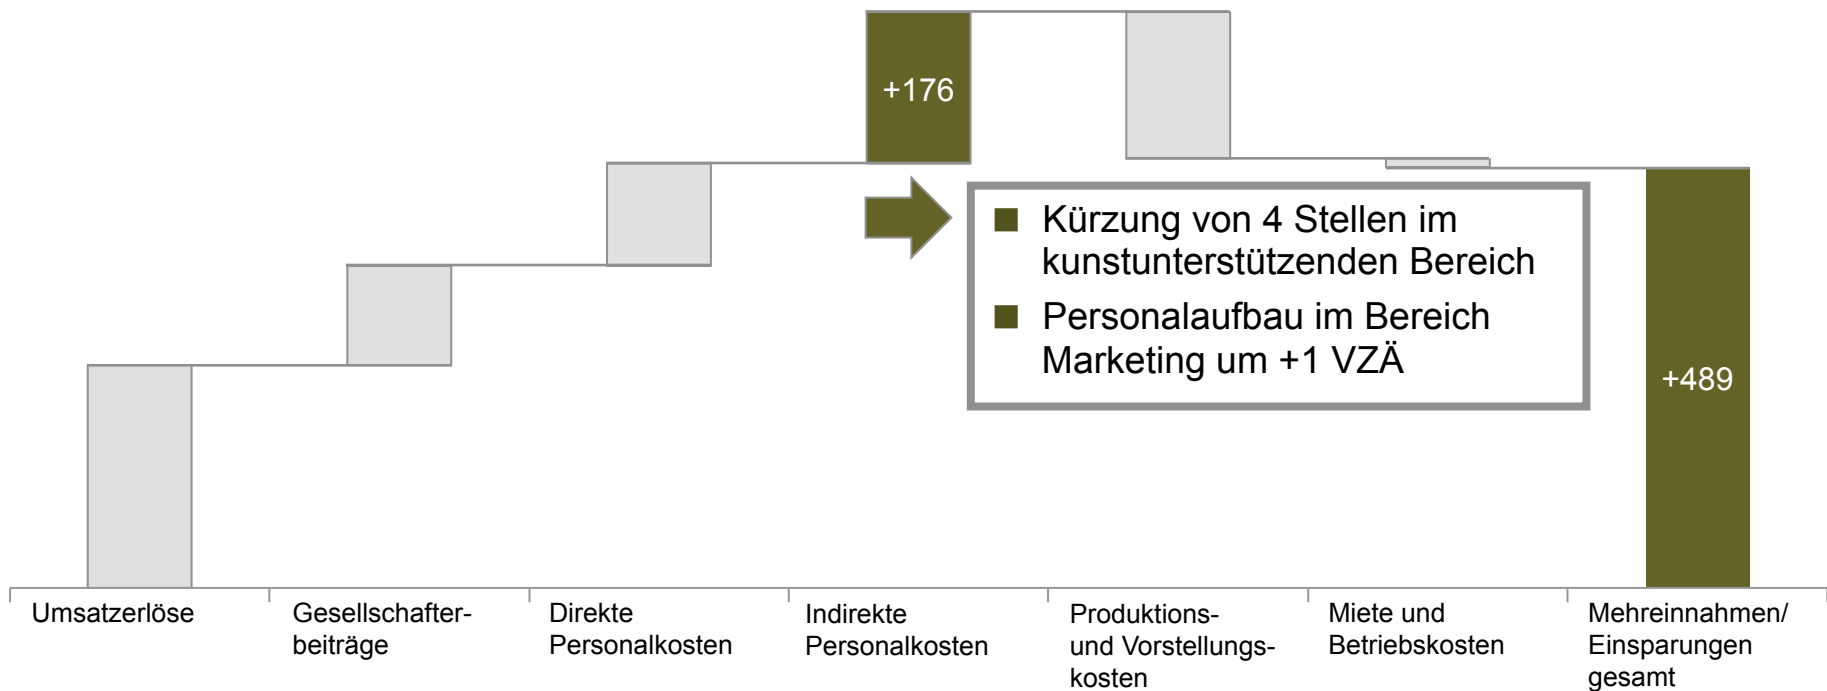 +176
Kürzung von 4 Stellen im
kunstunterstützenden Bereich
Personalaufbau im Bereich
Marketing um +1 VZÄ
+489
Umsatzerlöse
Gesellschafter-
beiträge
Direkte
Personalkosten
Indirekte
Personalkosten
Produktions-
und Vorstellungs-
kosten
Miete und
Betriebskosten
Mehreinnahmen/
Einsparungen
gesamt